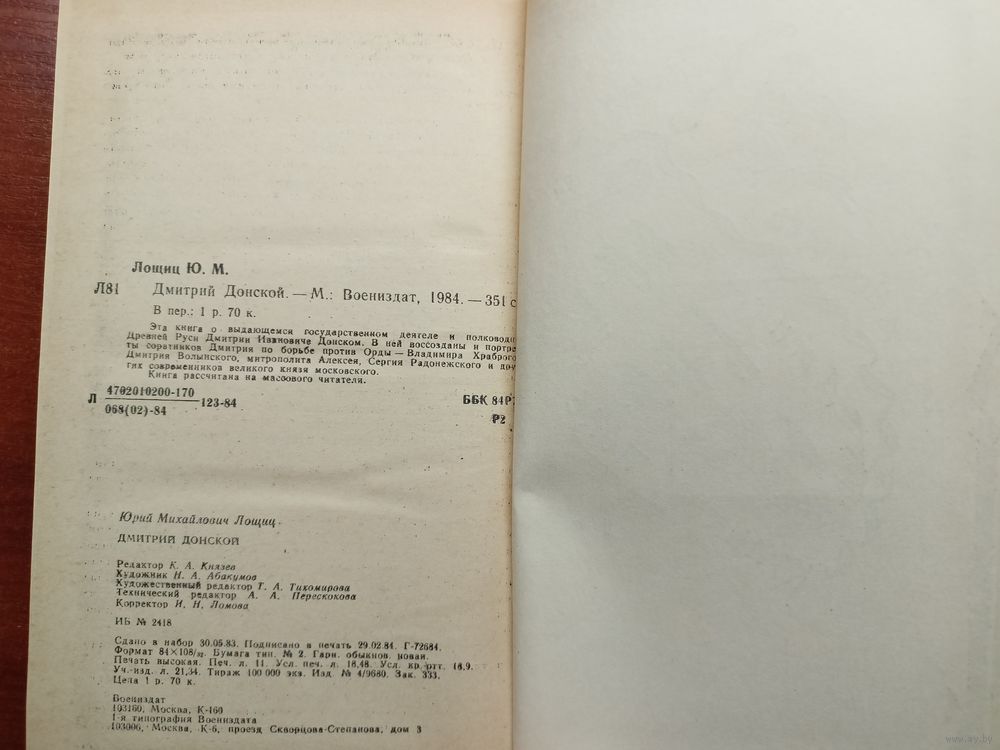 Лощиц Ю. М.
Л81 Дмитрий Донской. — М.: Воениздат, 1984. — 351 с
В пер.: 1 р. 70 к.
Эта книга о выдающемся государственном деятеле и полководц
Древней Руси Дмитрии Ивановиче Донском. В ней воссозданы и портре
ты соратников Дмитрия по борьбе против Орды — Владимира Храброго
Дмитрия Волынского, митрополита Алексея, Сергия Радонежского и дру
гих современников великого князя московского.
Книга рассчитана на массового читателя.
Л 4702010200-170
068(02)-84
123-84
ББК 84Р7
Р2
Юрий Михайлович Лощиц
ДМИТРИЙ ДОНСКОЙ
Редактор К. А. Князев
Художник Н. А. Абакумов
Художественный редактор Т. А. Тихомирова
Технический редактор А. А. Перескокова
Корректор И. Н. Ломова
ИБ № 2418
Сдано в набор 30.05.83. Подписано в печать 29.02.84. Г-72684.
Формат 84×108/32. Бумага тип. № 2. Гарн. обыкнов. новая.
Печать высокая. Печ. л. 11. Усл. печ. л. 18,48. Усл. кр.-отт. 18,9.
Уч.-изд. л. 21,34. Тираж 100 000 экз. Изд. № 4/9680. Зак. 333.
Цена 1 р. 70 к.
Воениздат
103160, Москва, К-160
1-я типография Воениздата
103006, Москва, К-6, проезд Скворцова-Степанова, дом 3
www.ay.by